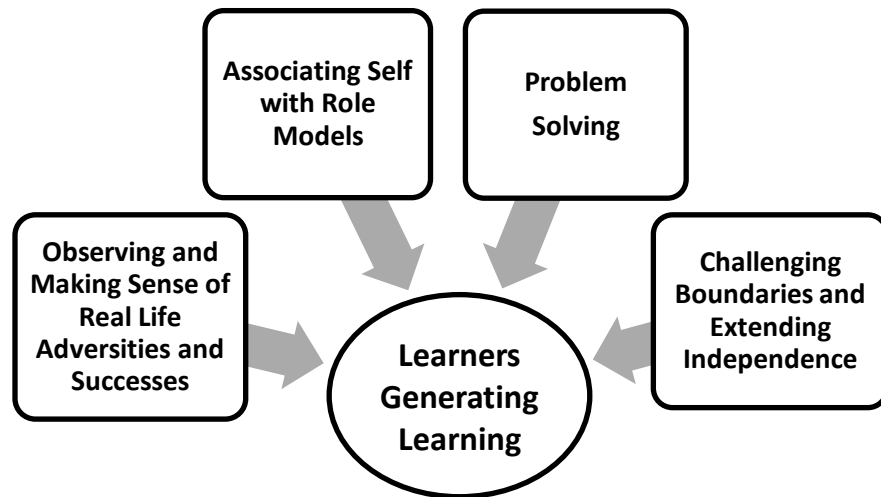 Associating Self
with Role
Models
Problem
Solving
Observing and
Making Sense of
Real Life
Adversities and
Successes
Challenging
Boundaries and
Extending
Independence
Learners
Generating
Learning